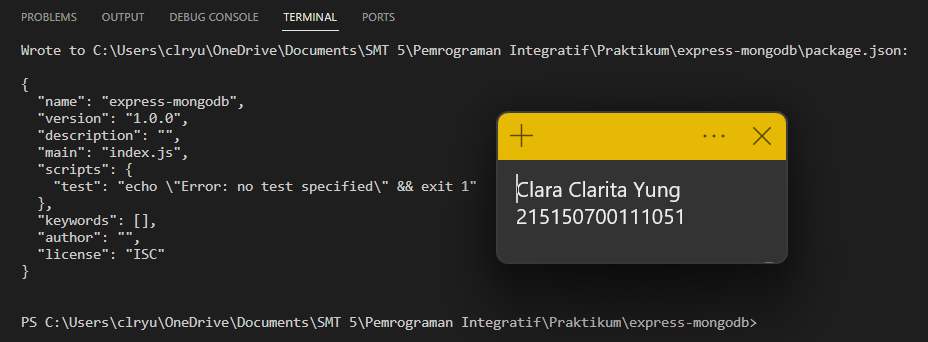 PROBLEMS OUTPUT DEBUG CONSOLE TERMINAL PORTS
Wrote to C:\Users\clryu\OneDrive\Documents\SMT 5\Pemrograman Integratif\Praktikum\express-mongodb\package.json:
{
  "name": "express-mongodb",
  "version": "1.0.0",
  "description": "",
  "main": "index.js",
  "scripts": {
    "test": "echo \"Error: no test specified\" && exit 1"
  },
  "keywords": [],
  "author": "",
  "license": "ISC"
}
Clara Clarita Yung
215150700111051
PS C:\Users\clryu\OneDrive\Documents\SMT 5\Pemrograman Integratif\Praktikum\express-mongodb>